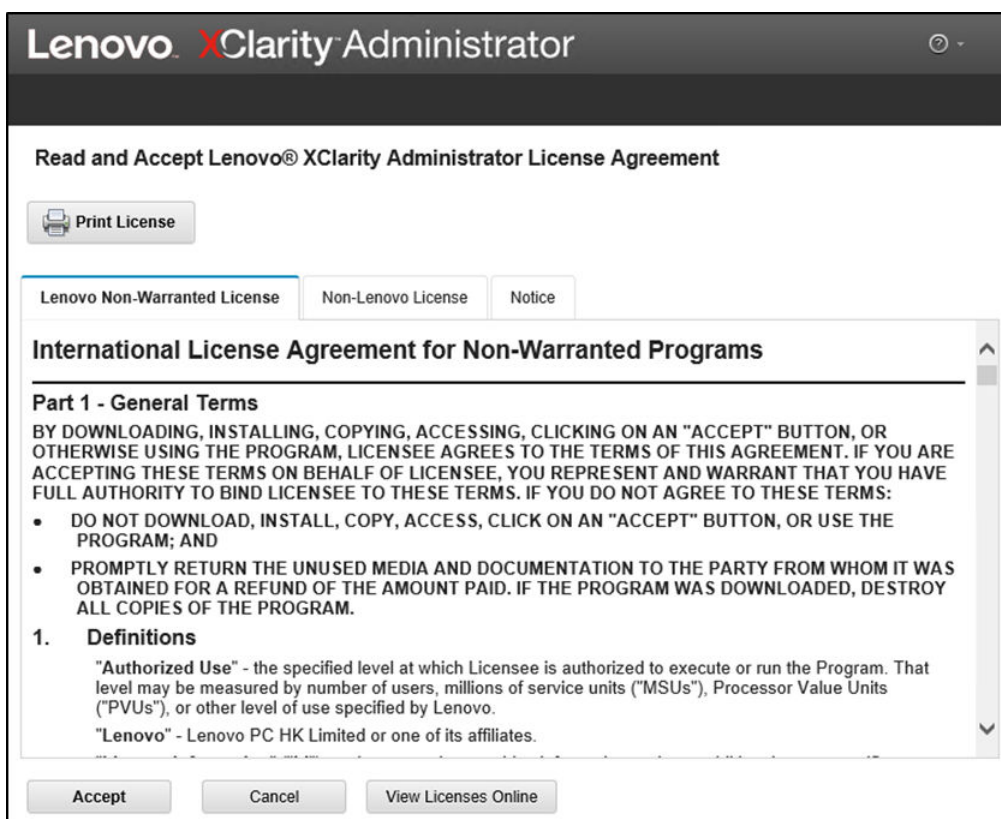 Lenovo™ XClarity™ Administrator
Read and Accept Lenovo® XClarity Administrator License Agreement
Print License
Lenovo Non-Warranted License Non-Lenovo License Notice
International License Agreement for Non-Warranted Programs
Part 1 - General Terms
BY DOWNLOADING, INSTALLING, COPYING, ACCESSING, CLICKING ON AN "ACCEPT" BUTTON, OR
OTHERWISE USING THE PROGRAM, LICENSEE AGREES TO THE TERMS OF THIS AGREEMENT. IF YOU ARE
ACCEPTING THESE TERMS ON BEHALF OF LICENSEE, YOU REPRESENT AND WARRANT THAT YOU HAVE
FULL AUTHORITY TO BIND LICENSEE TO THESE TERMS. IF YOU DO NOT AGREE TO THESE TERMS:
• DO NOT DOWNLOAD, INSTALL, COPY, ACCESS, CLICK ON AN "ACCEPT" BUTTON, OR USE THE
PROGRAM; AND
• PROMPTLY RETURN THE UNUSED MEDIA AND DOCUMENTATION TO THE PARTY FROM WHOM IT WAS
OBTAINED FOR A REFUND OF THE AMOUNT PAID. IF THE PROGRAM WAS DOWNLOADED, DESTROY
ALL COPIES OF THE PROGRAM.
1. Definitions
"Authorized Use" - the specified level at which Licensee is authorized to execute or run the Program. That
level may be measured by number of users, millions of service units ("MSUs"), Processor Value Units
("PVUs"), or other level of use specified by Lenovo.
"Lenovo" - Lenovo PC HK Limited or one of its affiliates.
Accept Cancel View Licenses Online